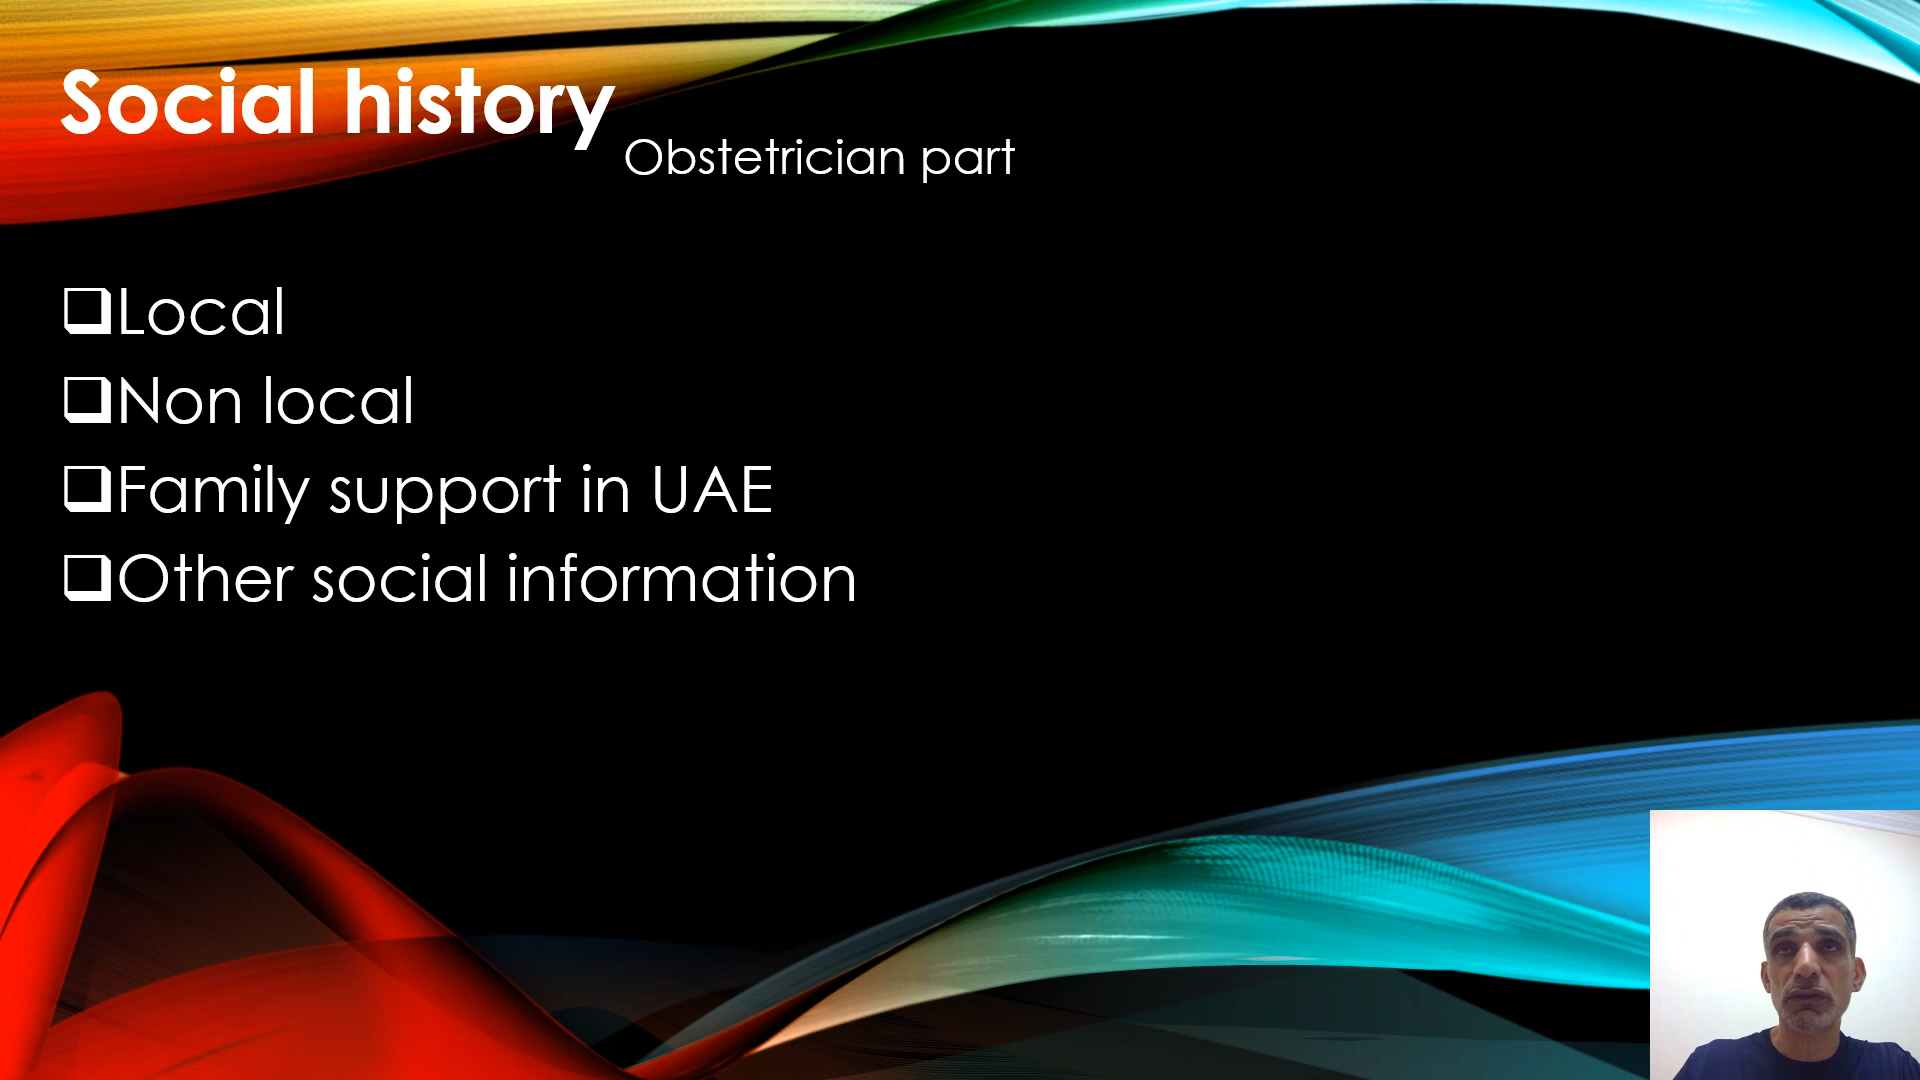 Social history
Obstetrician part
❑Local
❑Non local
❑Family support in UAE
❑Other social information